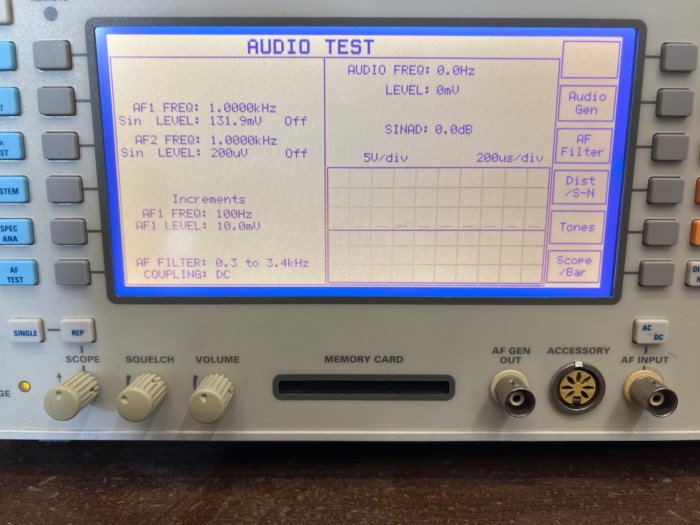 REMOTE
AUDIO TEST
AF1 FREQ: 1.0000kHz
Sin LEVEL: 131.9mV Off
AF2 FREQ: 1.0000kHz
Sin LEVEL: 200uV Off
Increments
AF1 FREQ: 100Hz
AF1 LEVEL: 10.0mV
AF FILTER: 0.3 to 3.4kHz
COUPLING: DC
AUDIO FREQ: 0.0Hz
LEVEL: 0mV
SINAD: 0.0dB
5V/div 200us/div
Audio
Gen
AF
Filter
Dist
/S-N
Tones
Scope
/Bar
SPEC
ANA
AF
TEST
SINGLE
REP
AC
DC
SCOPE
SQUELCH
VOLUME
MEMORY CARD
AF GEN
OUT
ACCESSORY
AF INPUT